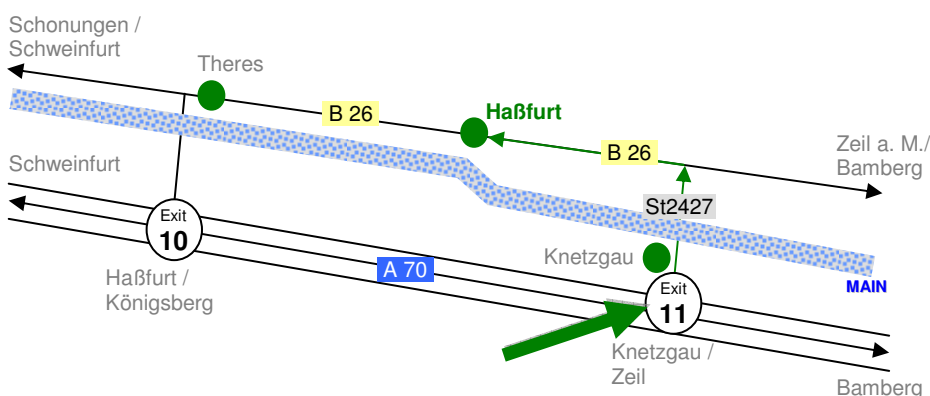 Schonungen /
Schweinfurt
Theres
B 26
Haßfurt
B 26
Zeil a. M./
Bamberg
Schweinfurt
St2427
Exit
10
Knetzgau
A 70
Haßfurt /
Königsberg
MAIN
Exit
11
Knetzgau /
Zeil
Bamberg